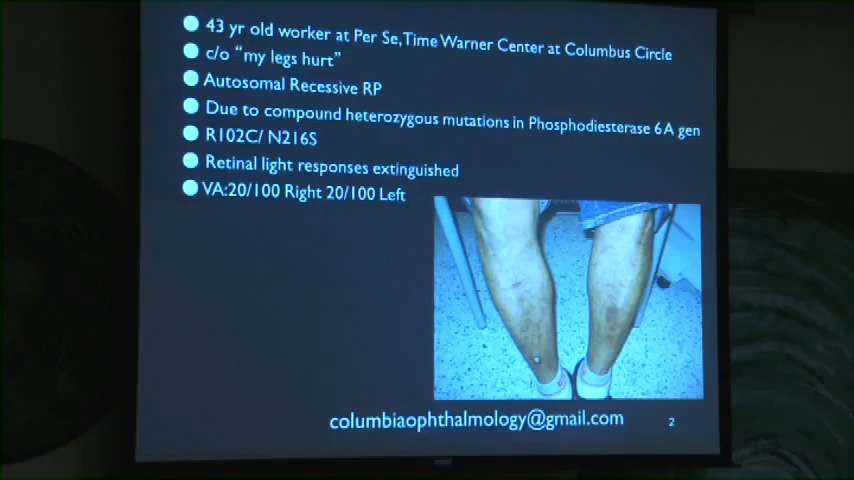 43 yr old worker at Per Se,Time Warner Center at Columbus Circle
c/o “my legs hurt”
Autosomal Recessive RP
Due to compound heterozygous mutations in Phosphodiesterase 6A gen
R102C/ N216S
Retinal light responses extinguished
VA:20/100 Right 20/100 Left
columbiaophthalmology@gmail.com
2